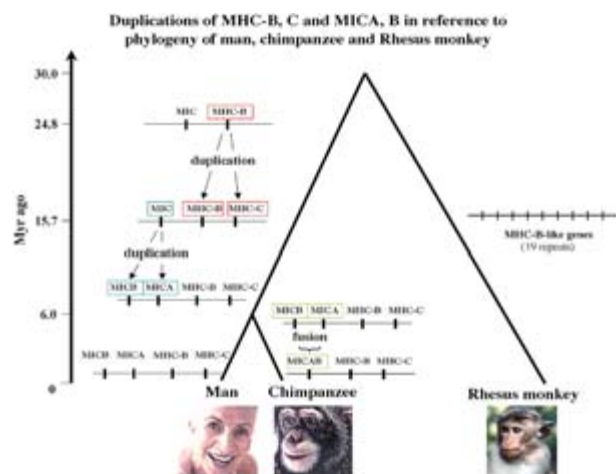 Duplications of MHC-B, C and MICA, B in reference to
phylogeny of man, chimpanzee and Rhesus monkey
Myr ago
30,0
24,8
MIC MHC-B
duplication
15,7
MIC MHC-B MHC-C
MHC-B-like genes
(19 repeats)
duplication
MICB MICA MHC-B MHC-C
6,0
MICB MICA MHC-B MHC-C
fusion
MICB MICA MHC-B MHC-C
MICAB MHC-B MHC-C
0
Man Chimpanzee Rhesus monkey